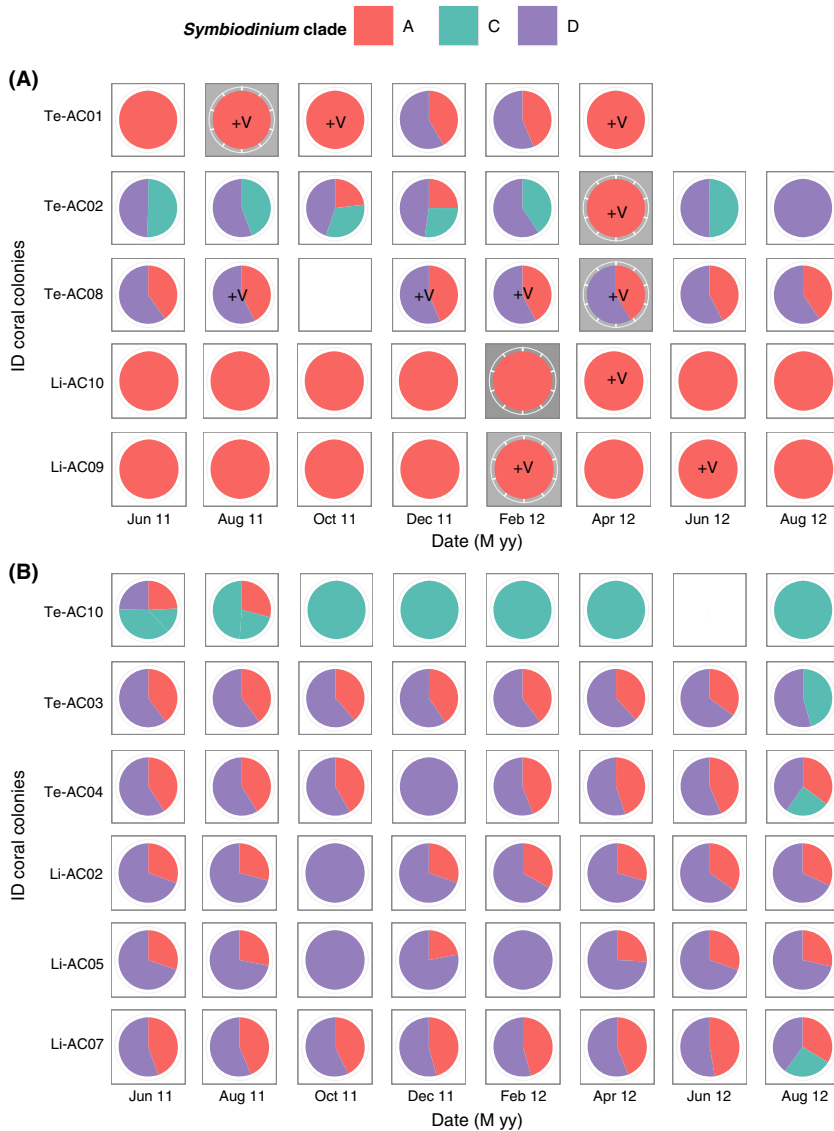 Symbiodinium clade A C D
(A)
Te-AC01 +V +V +V
Te-AC02 +V
Te-AC08 +V +V +V +V
Li-AC10 +V
Li-AC09 +V +V
ID coral colonies
Jun 11 Aug 11 Oct 11 Dec 11 Feb 12 Apr 12 Jun 12 Aug 12
Date (M yy)
(B)
Te-AC10
Te-AC03
Te-AC04
Li-AC02
Li-AC05
Li-AC07
ID coral colonies
Jun 11 Aug 11 Oct 11 Dec 11 Feb 12 Apr 12 Jun 12 Aug 12
Date (M yy)